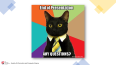 End of Presentation
ANY QUESTIONS?